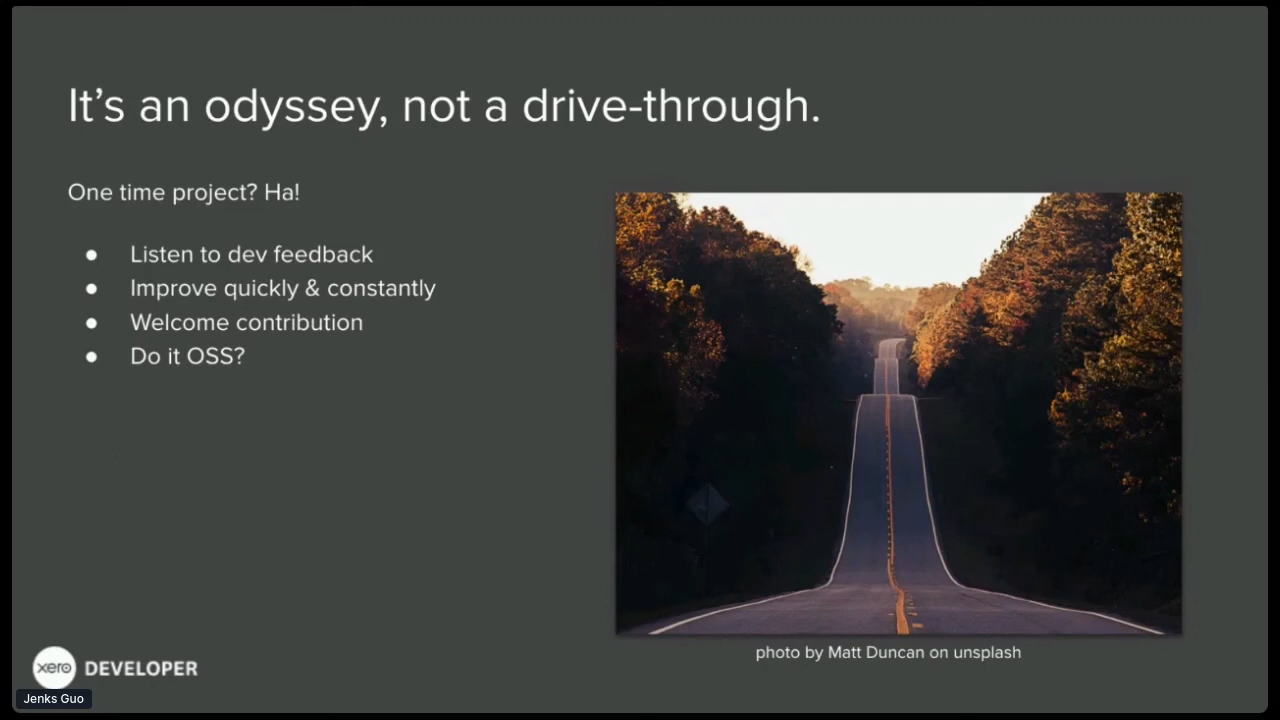 It's an odyssey, not a drive-through.
One time project? Ha!
● Listen to dev feedback
● Improve quickly & constantly
● Welcome contribution
● Do it OSS?
photo by Matt Duncan on unsplash
xero DEVELOPER
Jenks Guo